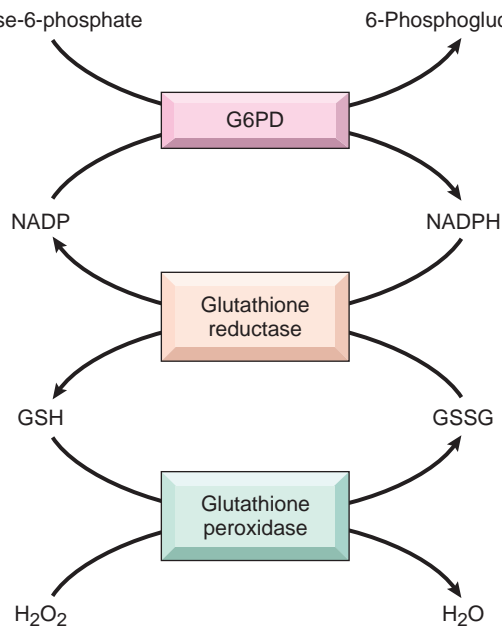 se-6-phosphate 6-Phosphogluc
G6PD
NADP NADPH
Glutathione
reductase
GSH GSSG
Glutathione
peroxidase
H₂O₂ H₂O